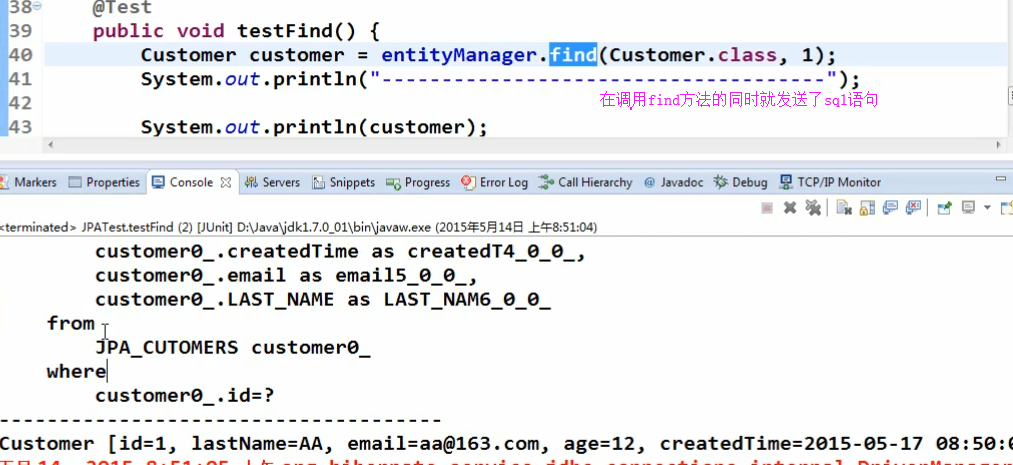 38 @Test
39 public void testFind() {
40 Customer customer = entityManager.find(Customer.class, 1);
41 System.out.println("-------------------------------------");
在调用find方法的同时就发送了sql语句
42
43 System.out.println(customer);
Markers Properties Console Servers Snippets Progress Error Log Call Hierarchy @ Javadoc Debug TCP/IP Monitor
<terminated> JPATest.testFind (2) [JUnit] D:\Java\jdk1.7.0_01\bin\javaw.exe (2015年5月14日 上午8:51:04)
customer0_.createdTime as createdT4_0_0_,
customer0_.email as email5_0_0_,
customer0_.LAST_NAME as LAST_NAM6_0_0_
from
JPA_CUTOMERS customer0_
where
customer0_.id=?
-------------------------------------
Customer [id=1, lastName=AA, email=aa@163.com, age=12, createdTime=2015-05-17 08:50: